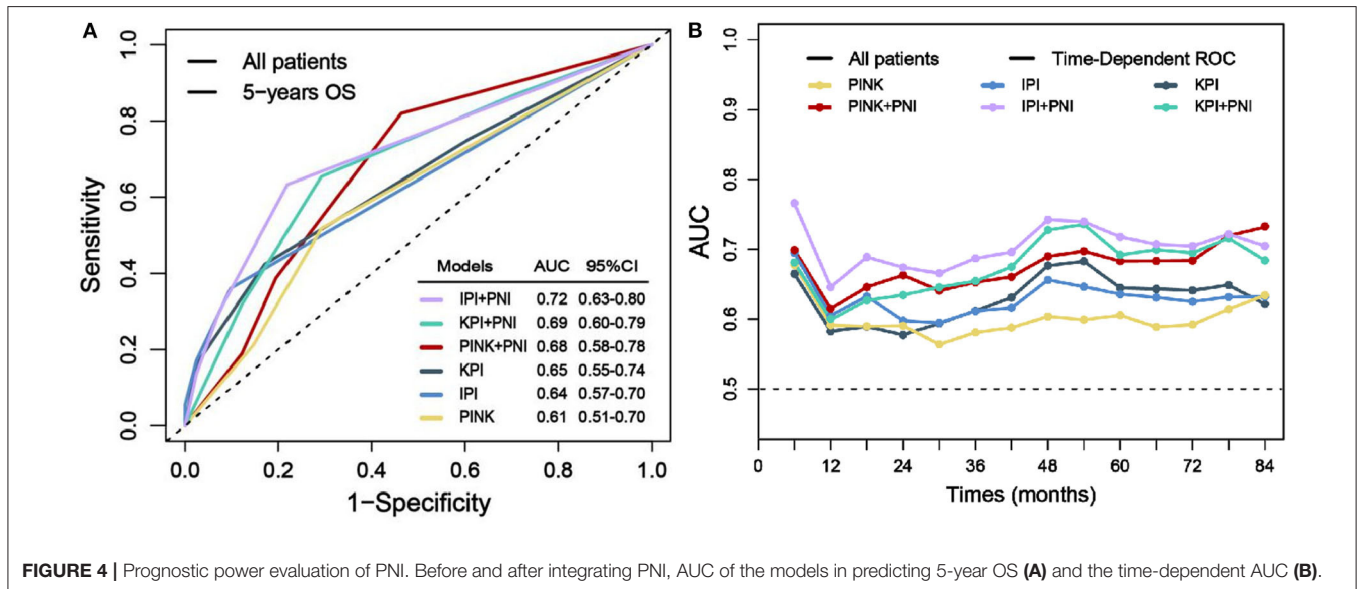 A
All patients
5−years OS
1.0
0.8
0.6
0.4
0.2
0.0
Sensitivity
Models AUC 95%CI
IPI+PNI 0.72 0.63-0.80
KPI+PNI 0.69 0.60-0.79
PINK+PNI 0.68 0.58-0.78
KPI 0.65 0.55-0.74
IPI 0.64 0.57-0.70
PINK 0.61 0.51-0.70
0.0 0.2 0.4 0.6 0.8 1.0
1−Specificity
B
All patients Time-Dependent ROC
PINK IPI KPI
PINK+PNI IPI+PNI KPI+PNI
1.0
0.9
0.8
0.7
0.6
0.5
AUC
0 12 24 36 48 60 72 84
Times (months)
FIGURE 4 | Prognostic power evaluation of PNI. Before and after integrating PNI, AUC of the models in predicting 5-year OS (A) and the time-dependent AUC (B).